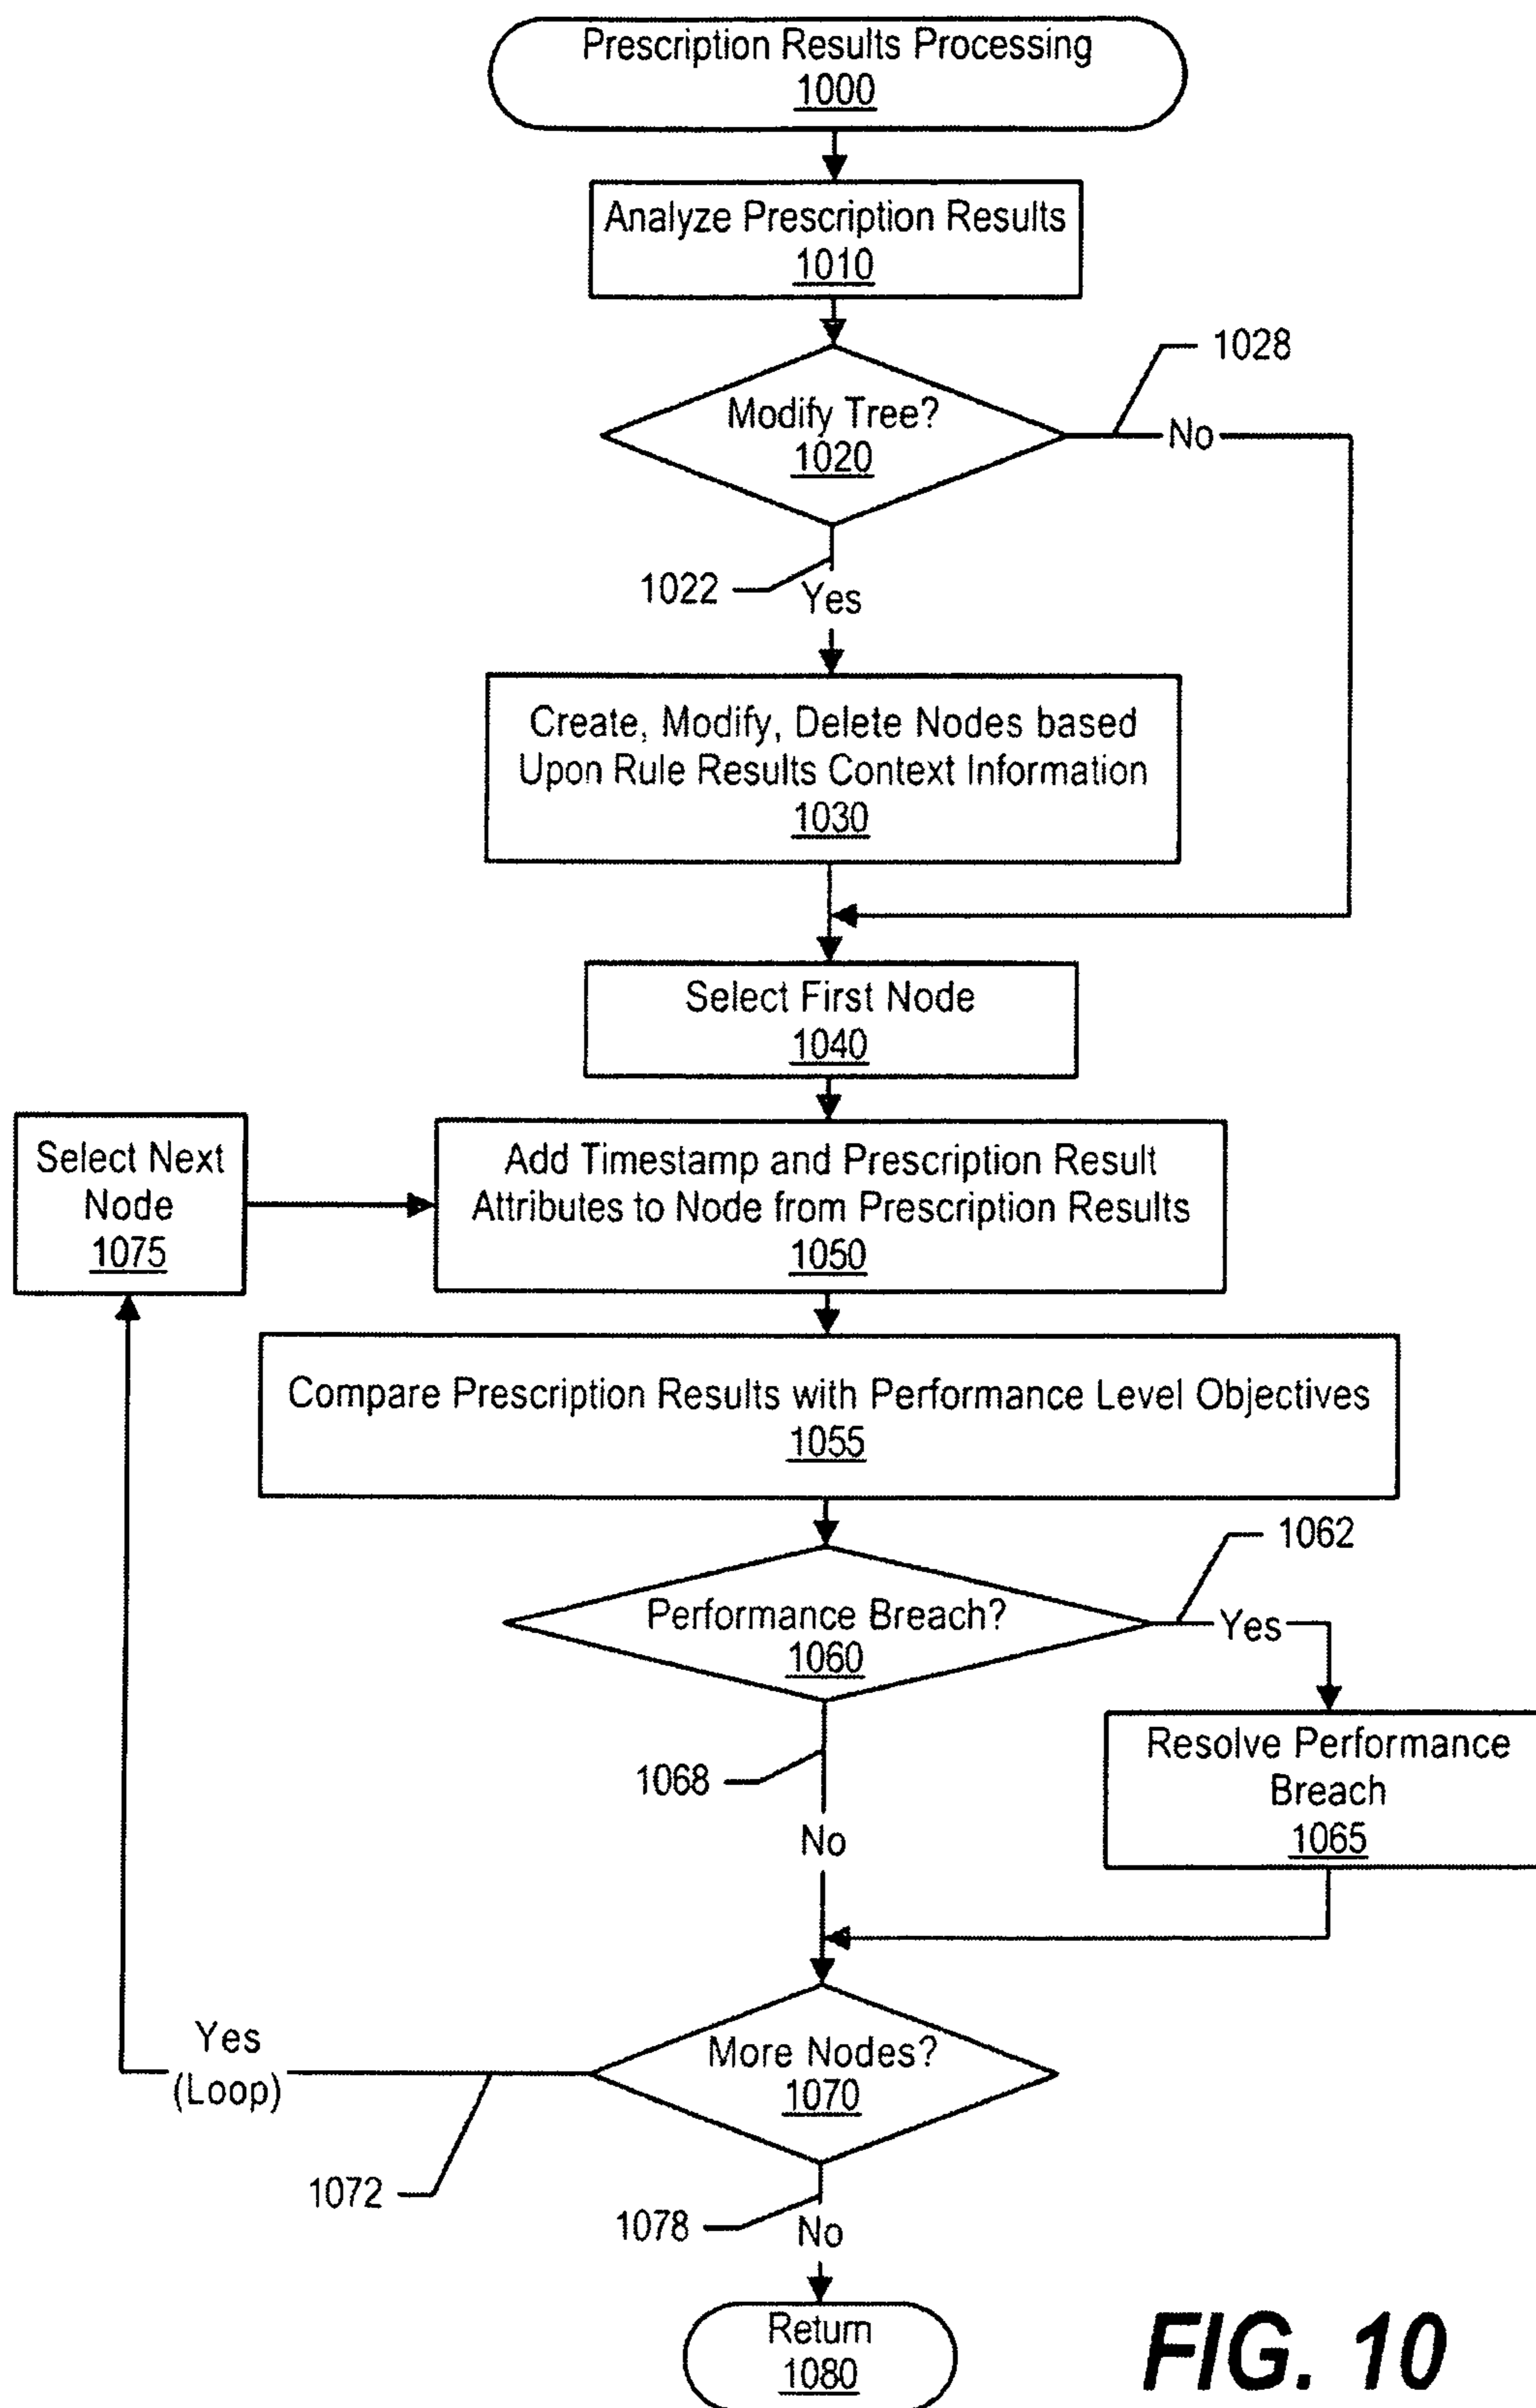 Prescription Results Processing
1000
Analyze Prescription Results
1010
1028
Modify Tree?
1020
No
1022
Yes
Create, Modify, Delete Nodes based
Upon Rule Results Context Information
1030
Select First Node
1040
Select Next
Node
1075
Add Timestamp and Prescription Result
Attributes to Node from Prescription Results
1050
Compare Prescription Results with Performance Level Objectives
1055
1062
Performance Breach?
1060
Yes
Resolve Performance
Breach
1065
1068
No
Yes
(Loop)
More Nodes?
1070
1072
1078
No
Return
1080
FIG. 10